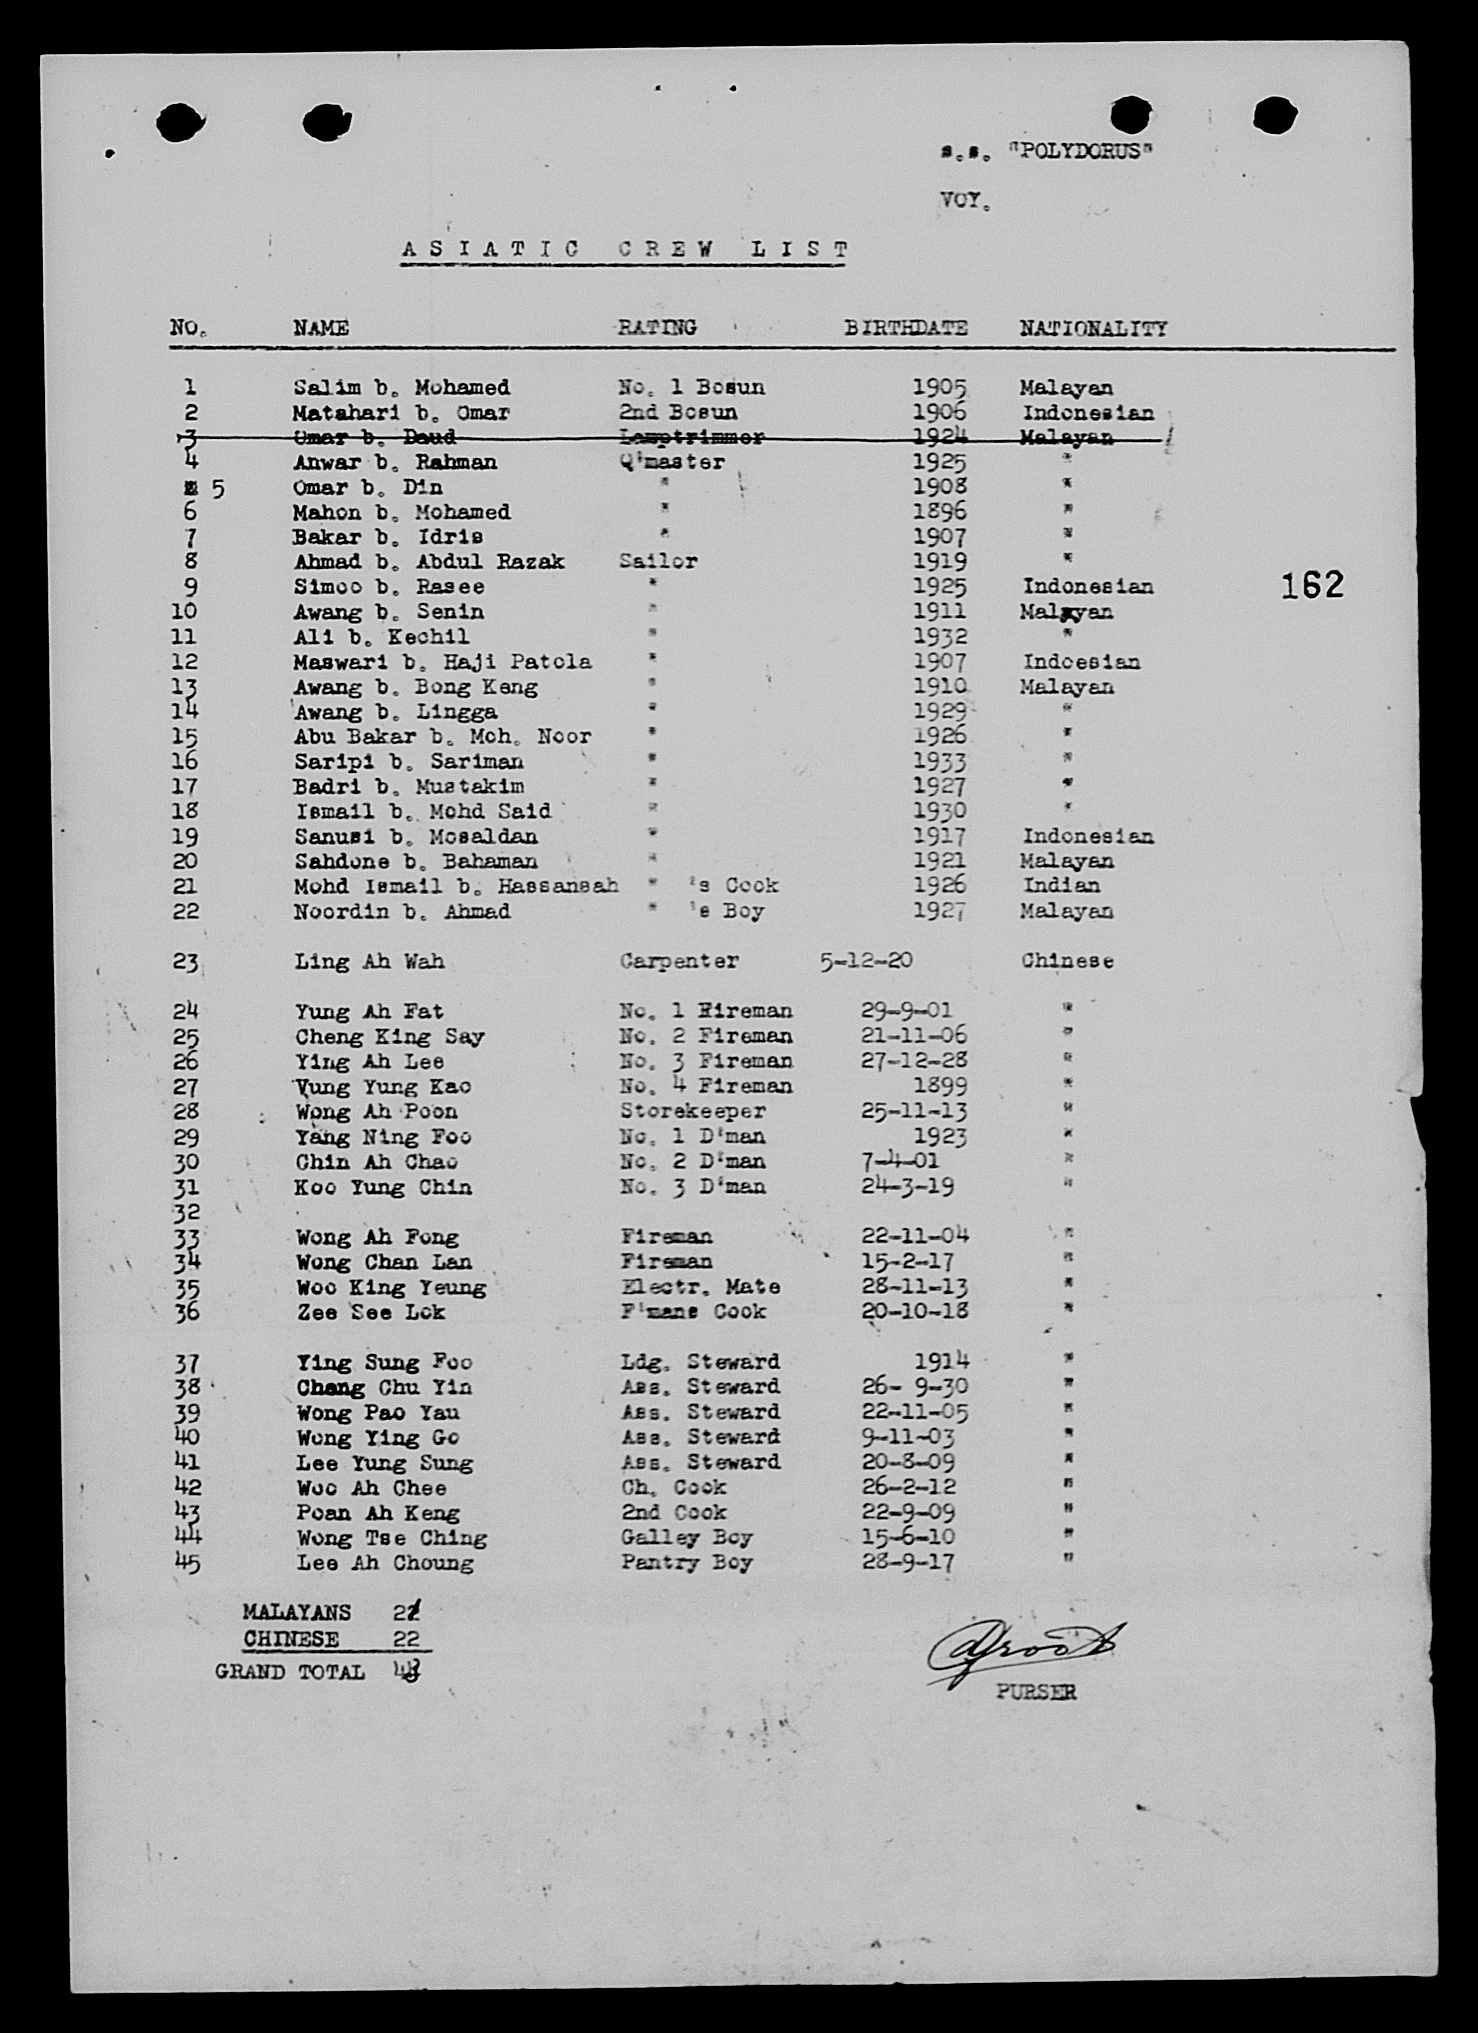 s.s. "POLYDORUS"
VOY.
ASIATIC CREW LIST
NO. NAME RATING BIRTHDATE NATIONALITY
1 Salim b. Mohamed No. 1 Bosun 1905 Malayan
2 Matahari b. Omar 2nd Bosun 1906 Indonesian
3 Omar b. Daud Lamptrimmer 1924 Malayan
4 Anwar b. Rahman Q'master 1925 "
5 Omar b. Din " 1908 "
6 Mahon b. Mohamed " 1896 "
7 Bakar b. Idris " 1907 "
8 Ahmad b. Abdul Razak Sailor 1919 "
9 Simoo b. Rasee " 1925 Indonesian
162
10 Awang b. Senin " 1911 Malayan
11 Ali b. Kechil " 1932 "
12 Maswari b. Haji Patola " 1907 Indoesian
13 Awang b. Bong Keng " 1910 Malayan
14 Awang b. Lingga " 1929 "
15 Abu Bakar b. Moh. Noor " 1926 "
16 Saripi b. Sariman " 1933 "
17 Badri b. Mustakim " 1927 "
18 Ismail b. Mohd Said " 1930 "
19 Sanusi b. Mosaldan " 1917 Indonesian
20 Sahdone b. Bahaman " 1921 Malayan
21 Mohd Ismail b. Hassansah " 's Cook 1926 Indian
22 Noordin b. Ahmad " 's Boy 1927 Malayan
23 Ling Ah Wah Carpenter 5-12-20 Chinese
24 Yung Ah Fat No. 1 Fireman 29-9-01 "
25 Cheng King Say No. 2 Fireman 21-11-06 "
26 Ying Ah Lee No. 3 Fireman 27-12-28 "
27 Vung Yung Kao No. 4 Fireman 1899 "
28 Wong Ah Poon Storekeeper 25-11-13 "
29 Yang Ning Foo No. 1 D'man 1923 "
30 Chin Ah Chao No. 2 D'man 7-4-01 "
31 Koo Yung Chin No. 3 D'man 24-3-19 "
32
33 Wong Ah Fong Fireman 22-11-04 "
34 Wong Chan Lan Fireman 15-2-17 "
35 Woo King Yeung Electr. Mate 28-11-13 "
36 Zee See Lok F'mans Cook 20-10-18 "
37 Ying Sung Foo Ldg. Steward 1914 "
38 Chang Chu Yin Ass. Steward 26- 9-30 "
39 Wong Pao Yau Ass. Steward 22-11-05 "
40 Wong Ying Go Ass. Steward 9-11-03 "
41 Lee Yung Sung Ass. Steward 20-8-09 "
42 Woo Ah Chee Ch. Cook 26-2-12 "
43 Poan Ah Keng 2nd Cook 22-9-09 "
44 Wong Tse Ching Galley Boy 15-6-10 "
45 Lee Ah Choung Pantry Boy 28-9-17 "
MALAYANS 21
CHINESE 22
GRAND TOTAL 43
PURSER